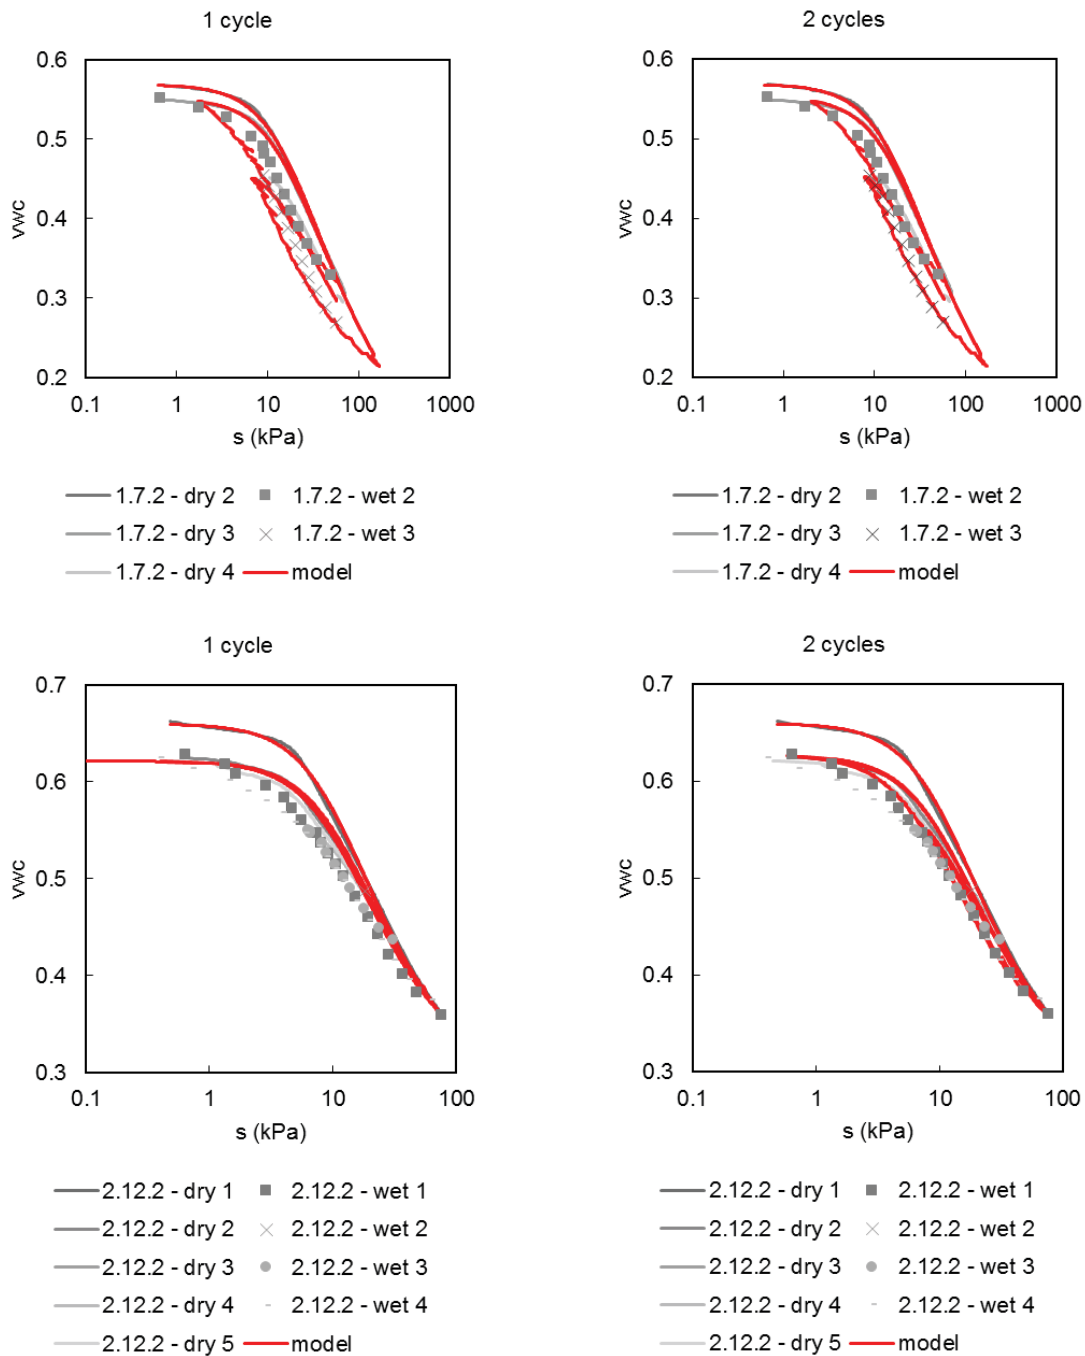 1 cycle
0.6
0.5
0.4
0.3
0.2
vwc
0.1 1 10 100 1000
s (kPa)
1.7.2 - dry 2 1.7.2 - wet 2
1.7.2 - dry 3 1.7.2 - wet 3
1.7.2 - dry 4 model
2 cycles
0.6
0.5
0.4
0.3
0.2
vwc
0.1 1 10 100 1000
s (kPa)
1.7.2 - dry 2 1.7.2 - wet 2
1.7.2 - dry 3 1.7.2 - wet 3
1.7.2 - dry 4 model
1 cycle
0.7
0.6
0.5
0.4
0.3
vwc
0.1 1 10 100
s (kPa)
2.12.2 - dry 1 2.12.2 - wet 1
2.12.2 - dry 2 2.12.2 - wet 2
2.12.2 - dry 3 2.12.2 - wet 3
2.12.2 - dry 4 2.12.2 - wet 4
2.12.2 - dry 5 model
2 cycles
0.7
0.6
0.5
0.4
0.3
vwc
0.1 1 10 100
s (kPa)
2.12.2 - dry 1 2.12.2 - wet 1
2.12.2 - dry 2 2.12.2 - wet 2
2.12.2 - dry 3 2.12.2 - wet 3
2.12.2 - dry 4 2.12.2 - wet 4
2.12.2 - dry 5 model